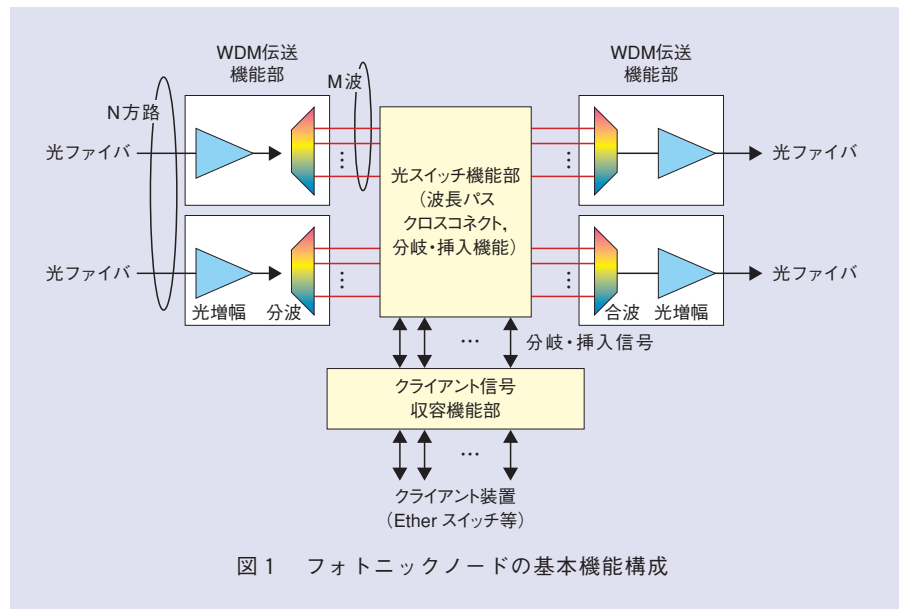 WDM伝送
機能部
WDM伝送
機能部
M波
N方路
光ファイバ
光ファイバ
光スイッチ機能部
(波長パス
クロスコネクト,
分岐・挿入機能)
光ファイバ
光ファイバ
光増幅
分波
合波
光増幅
分岐・挿入信号
クライアント信号
収容機能部
クライアント装置
(Ether スイッチ等)
図1 フォトニックノードの基本機能構成